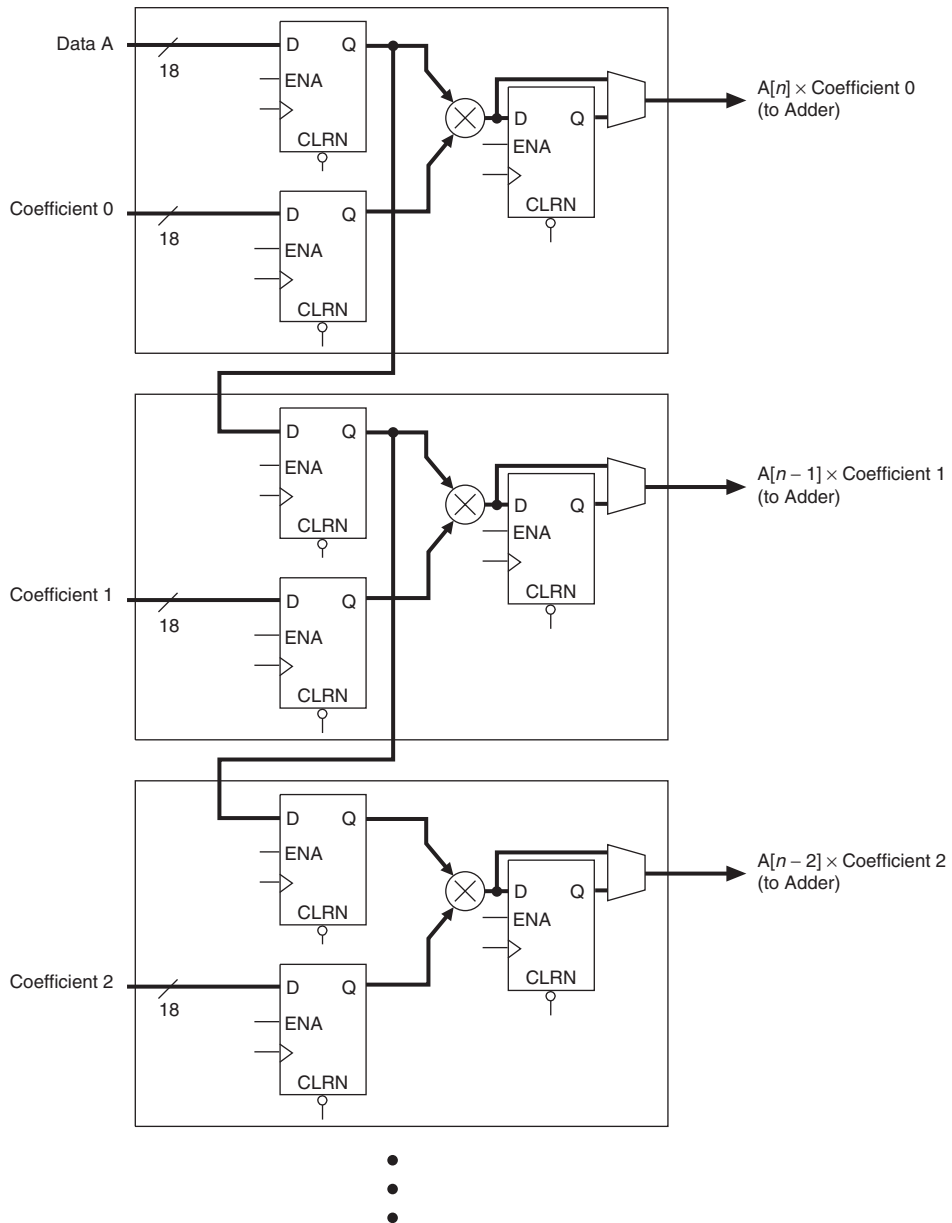 Data A
18
D Q
ENA
CLRN
A[n] × Coefficient 0
(to Adder)
D Q
ENA
CLRN
Coefficient 0
18
D Q
ENA
CLRN
D Q
ENA
CLRN
A[n − 1] × Coefficient 1
(to Adder)
D Q
ENA
CLRN
Coefficient 1
18
D Q
ENA
CLRN
D Q
ENA
CLRN
A[n − 2] × Coefficient 2
(to Adder)
D Q
ENA
CLRN
Coefficient 2
18
D Q
ENA
CLRN